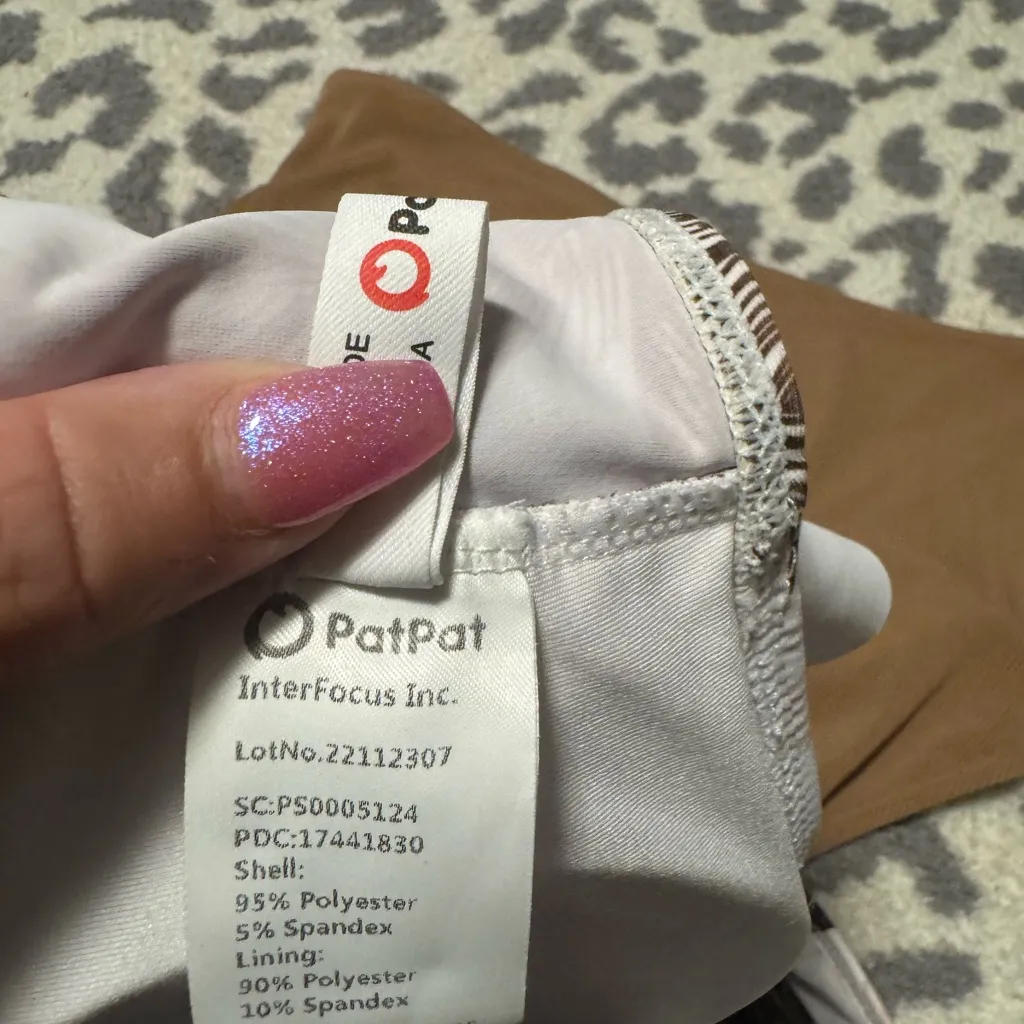 PatPat
InterFocus Inc.
LotNo.22112307
SC:PS0005124
PDC:17441830
Shell:
95% Polyester
5% Spandex
Lining:
90% Polyester
10% Spandex